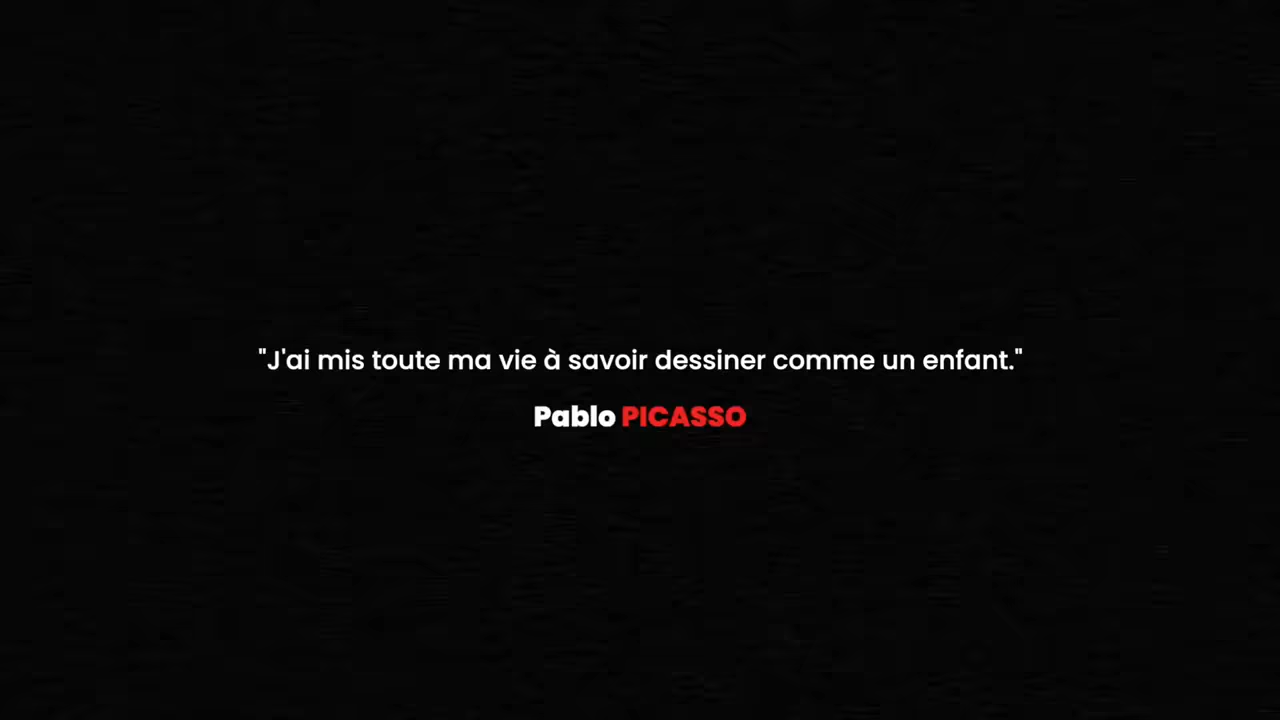 "J'ai mis toute ma vie à savoir dessiner comme un enfant."
Pablo PICASSO